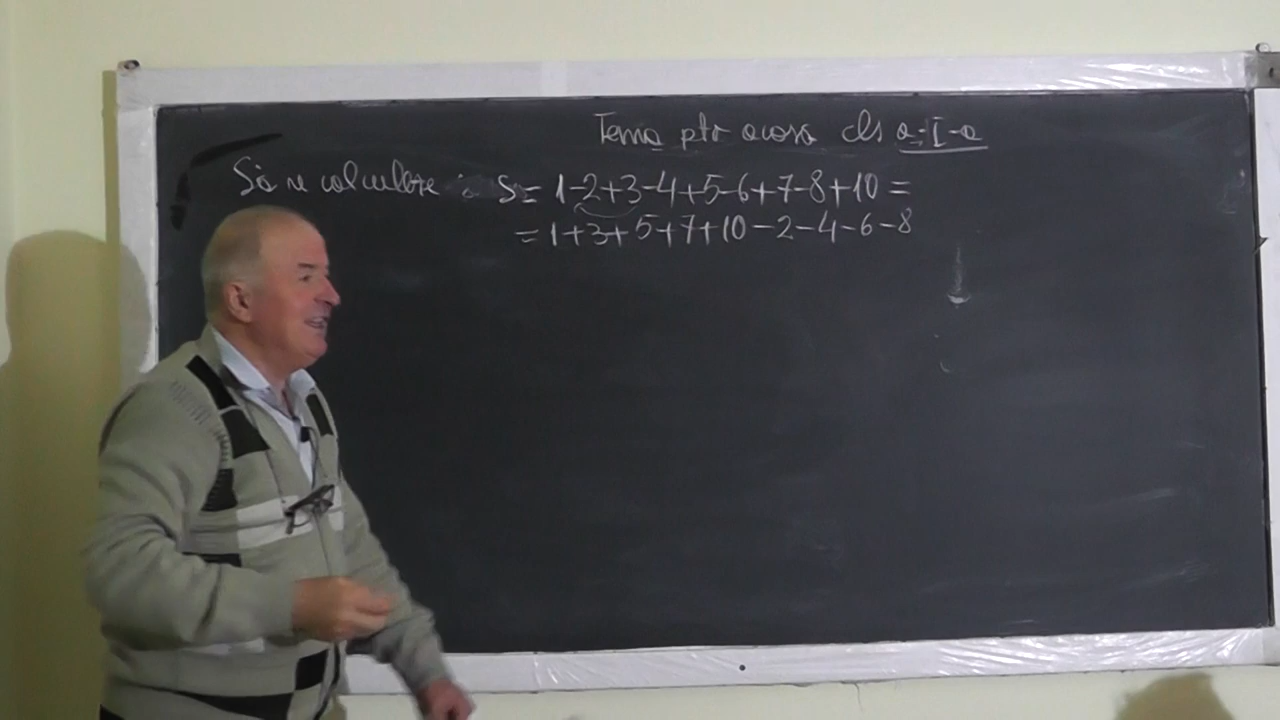 Tema ptr acasa cls a-I-a
Să se calculeze : S= 1-2+3-4+5-6+7-8+10 =
= 1+3+5+7+10-2-4-6-8